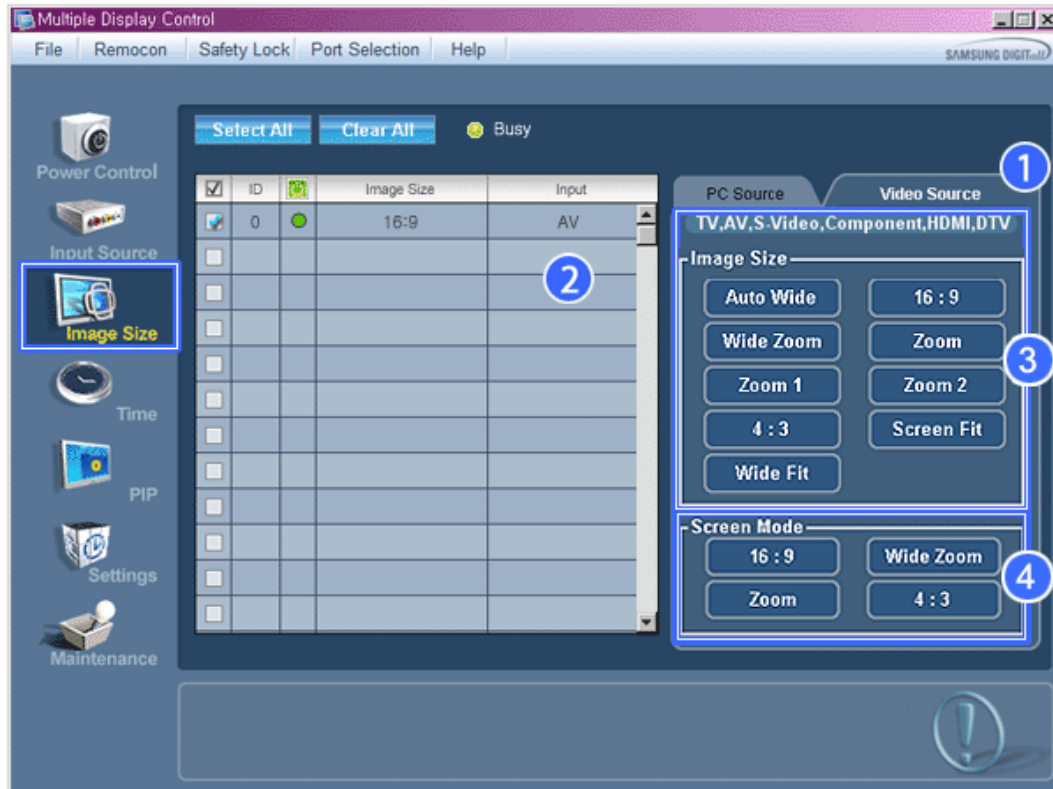 Multiple Display Control
File Remocon Safety Lock Port Selection Help
SAMSUNG DIGITall
Select All Clear All Busy
Power Control
Input Source
Image Size
Time
PIP
Settings
Maintenance
ID Image Size Input
0 16:9 AV
2
1
PC Source Video Source
TV,AV,S-Video,Component,HDMI,DTV
Image Size
Auto Wide 16 : 9
Wide Zoom Zoom
3
Zoom 1 Zoom 2
4 : 3 Screen Fit
Wide Fit
Screen Mode
16 : 9 Wide Zoom
4
Zoom 4 : 3